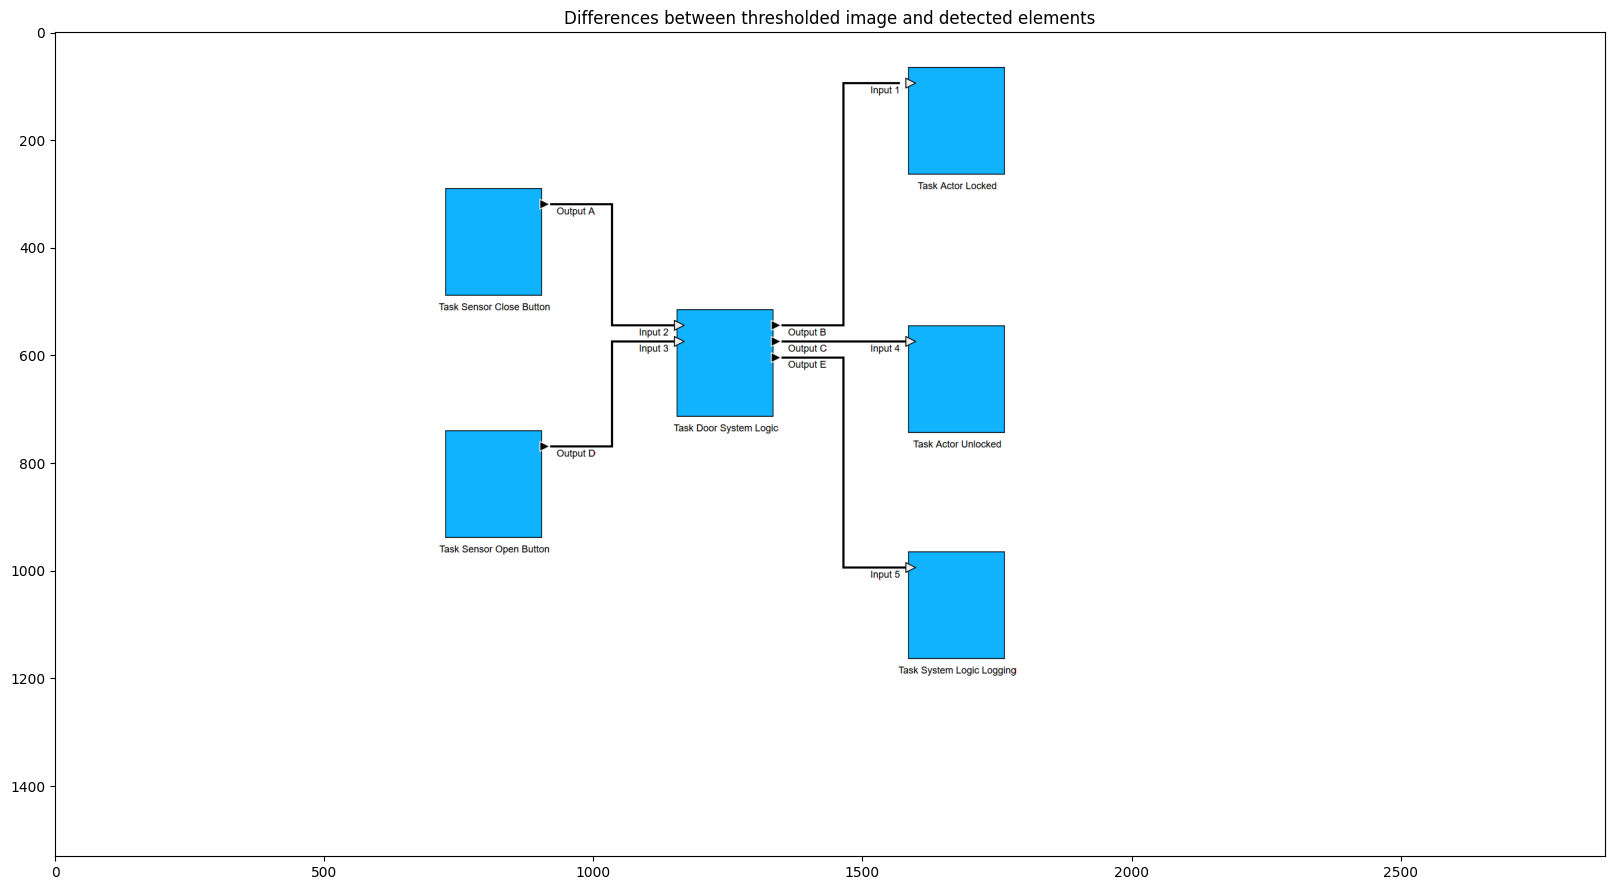 Differences between thresholded image and detected elements
0
200
400
600
800
1000
1200
1400
Input 1
Task Actor Locked
Output A
Task Sensor Close Button
Input 2
Input 3
Output B
Output C
Output E
Input 4
Task Door System Logic
Task Actor Unlocked
Output D
Task Sensor Open Button
Input 5
Task System Logic Logging
0
500
1000
1500
2000
2500